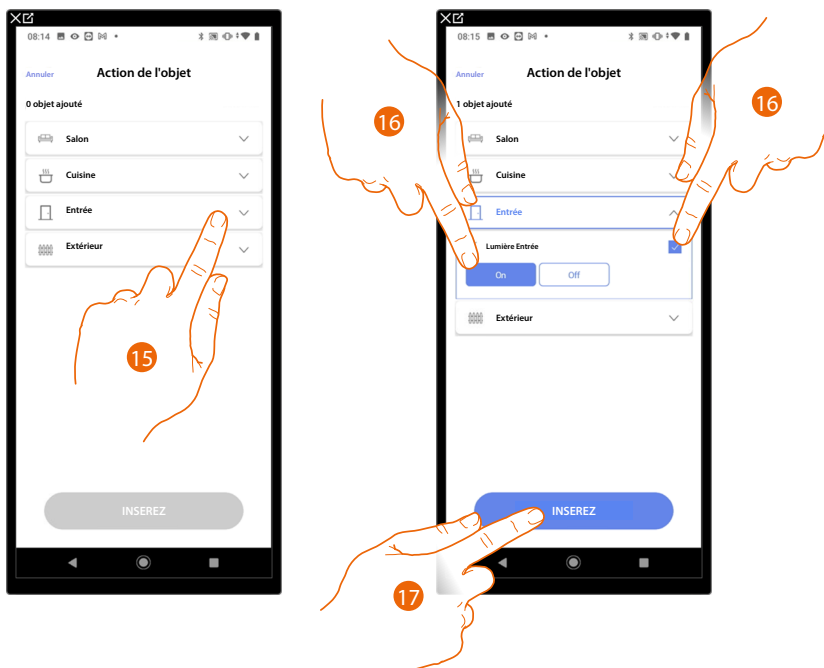 08:14
Annuler Action de l'objet
0 objet ajouté
Salon
Cuisine
Entrée
Extérieur
15
INSEREZ
08:15
Annuler Action de l'objet
1 objet ajouté
16
16
Salon
Cuisine
Entrée
Lumière Entrée
On Off
Extérieur
INSEREZ
17